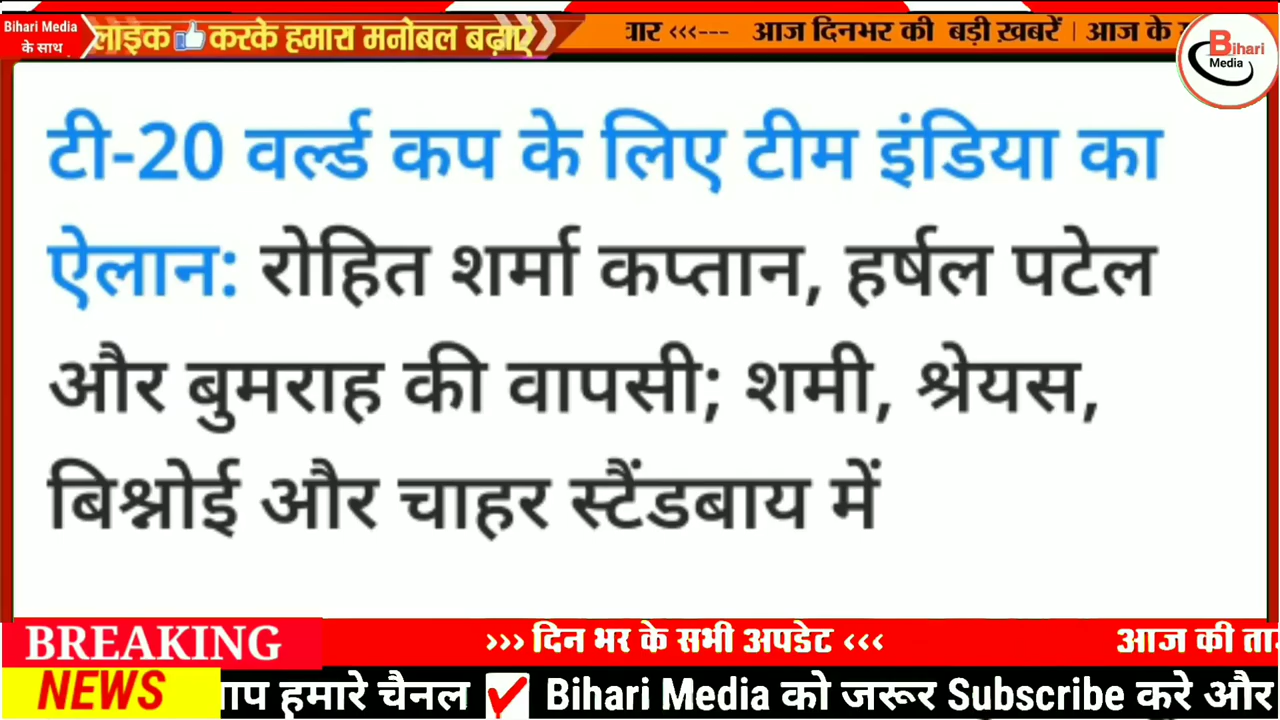 Bihari Media
के साथ
लाइक करके हमारा मनोबल बढ़ाएं
आज दिनभर की बड़ी ख़बरें | आज के
Bihari
Media
टी-20 वर्ल्ड कप के लिए टीम इंडिया का
ऐलान: रोहित शर्मा कप्तान, हर्षल पटेल
और बुमराह की वापसी; शमी, श्रेयस,
बिश्नोई और चाहर स्टैंडबाय में
BREAKING
NEWS
››› दिन भर के सभी अपडेट ‹‹‹ आज की
हमारे चैनल Bihari Media को जरूर Subscribe करे और